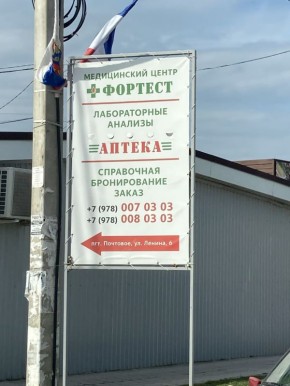 МЕДИЦИНСКИЙ ЦЕНТР
ФОРТЕСТ
ЛАБОРАТОРНЫЕ
АНАЛИЗЫ
АПТЕКА
СПРАВОЧНАЯ
БРОНИРОВАНИЕ
ЗАКАЗ
+7 (978) 007 03 03
+7 (978) 008 03 03
пгт. Почтовое, ул. Ленина, 6